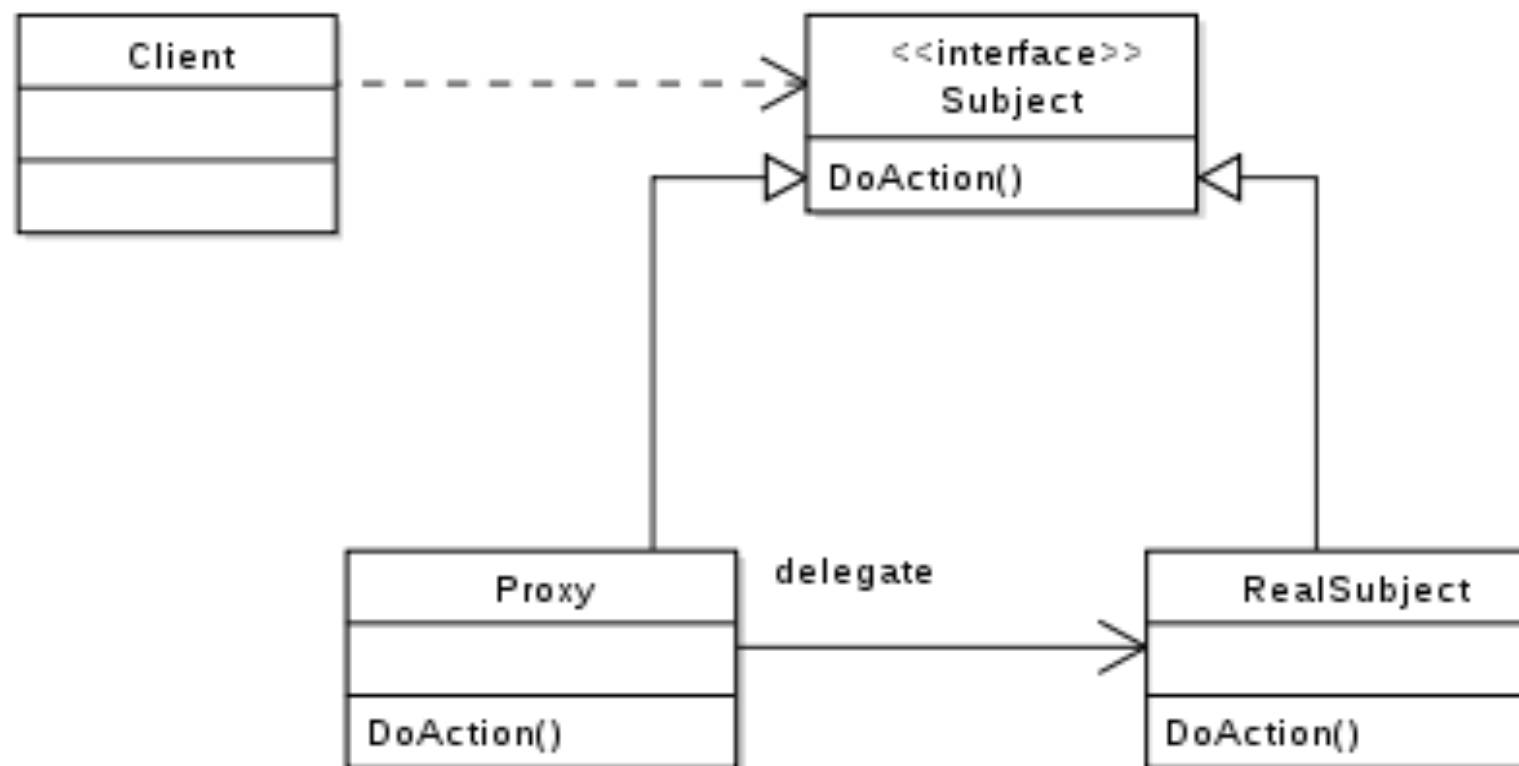 Client
<<interface>>
Subject
DoAction()
delegate
Proxy
RealSubject
DoAction()
DoAction()